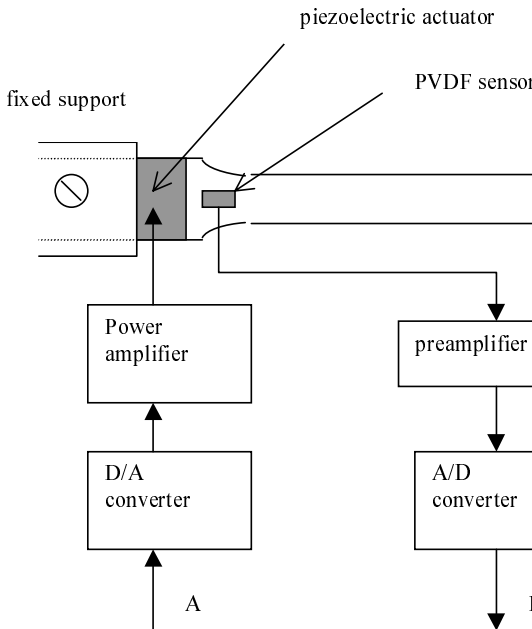 piezoelectric actuator
PVDF sensor
fixed support
Power
amplifier
preamplifier
D/A
converter
A/D
converter
A